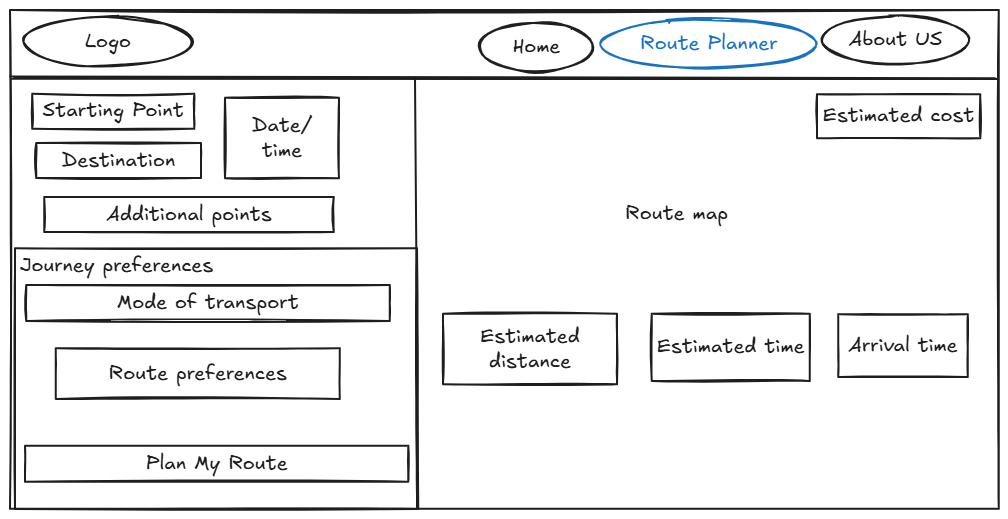 Logo
Home
Route Planner
About US
Starting Point
Date/
time
Destination
Additional points
Journey preferences
Mode of transport
Route preferences
Plan My Route
Estimated cost
Route map
Estimated
distance
Estimated time
Arrival time